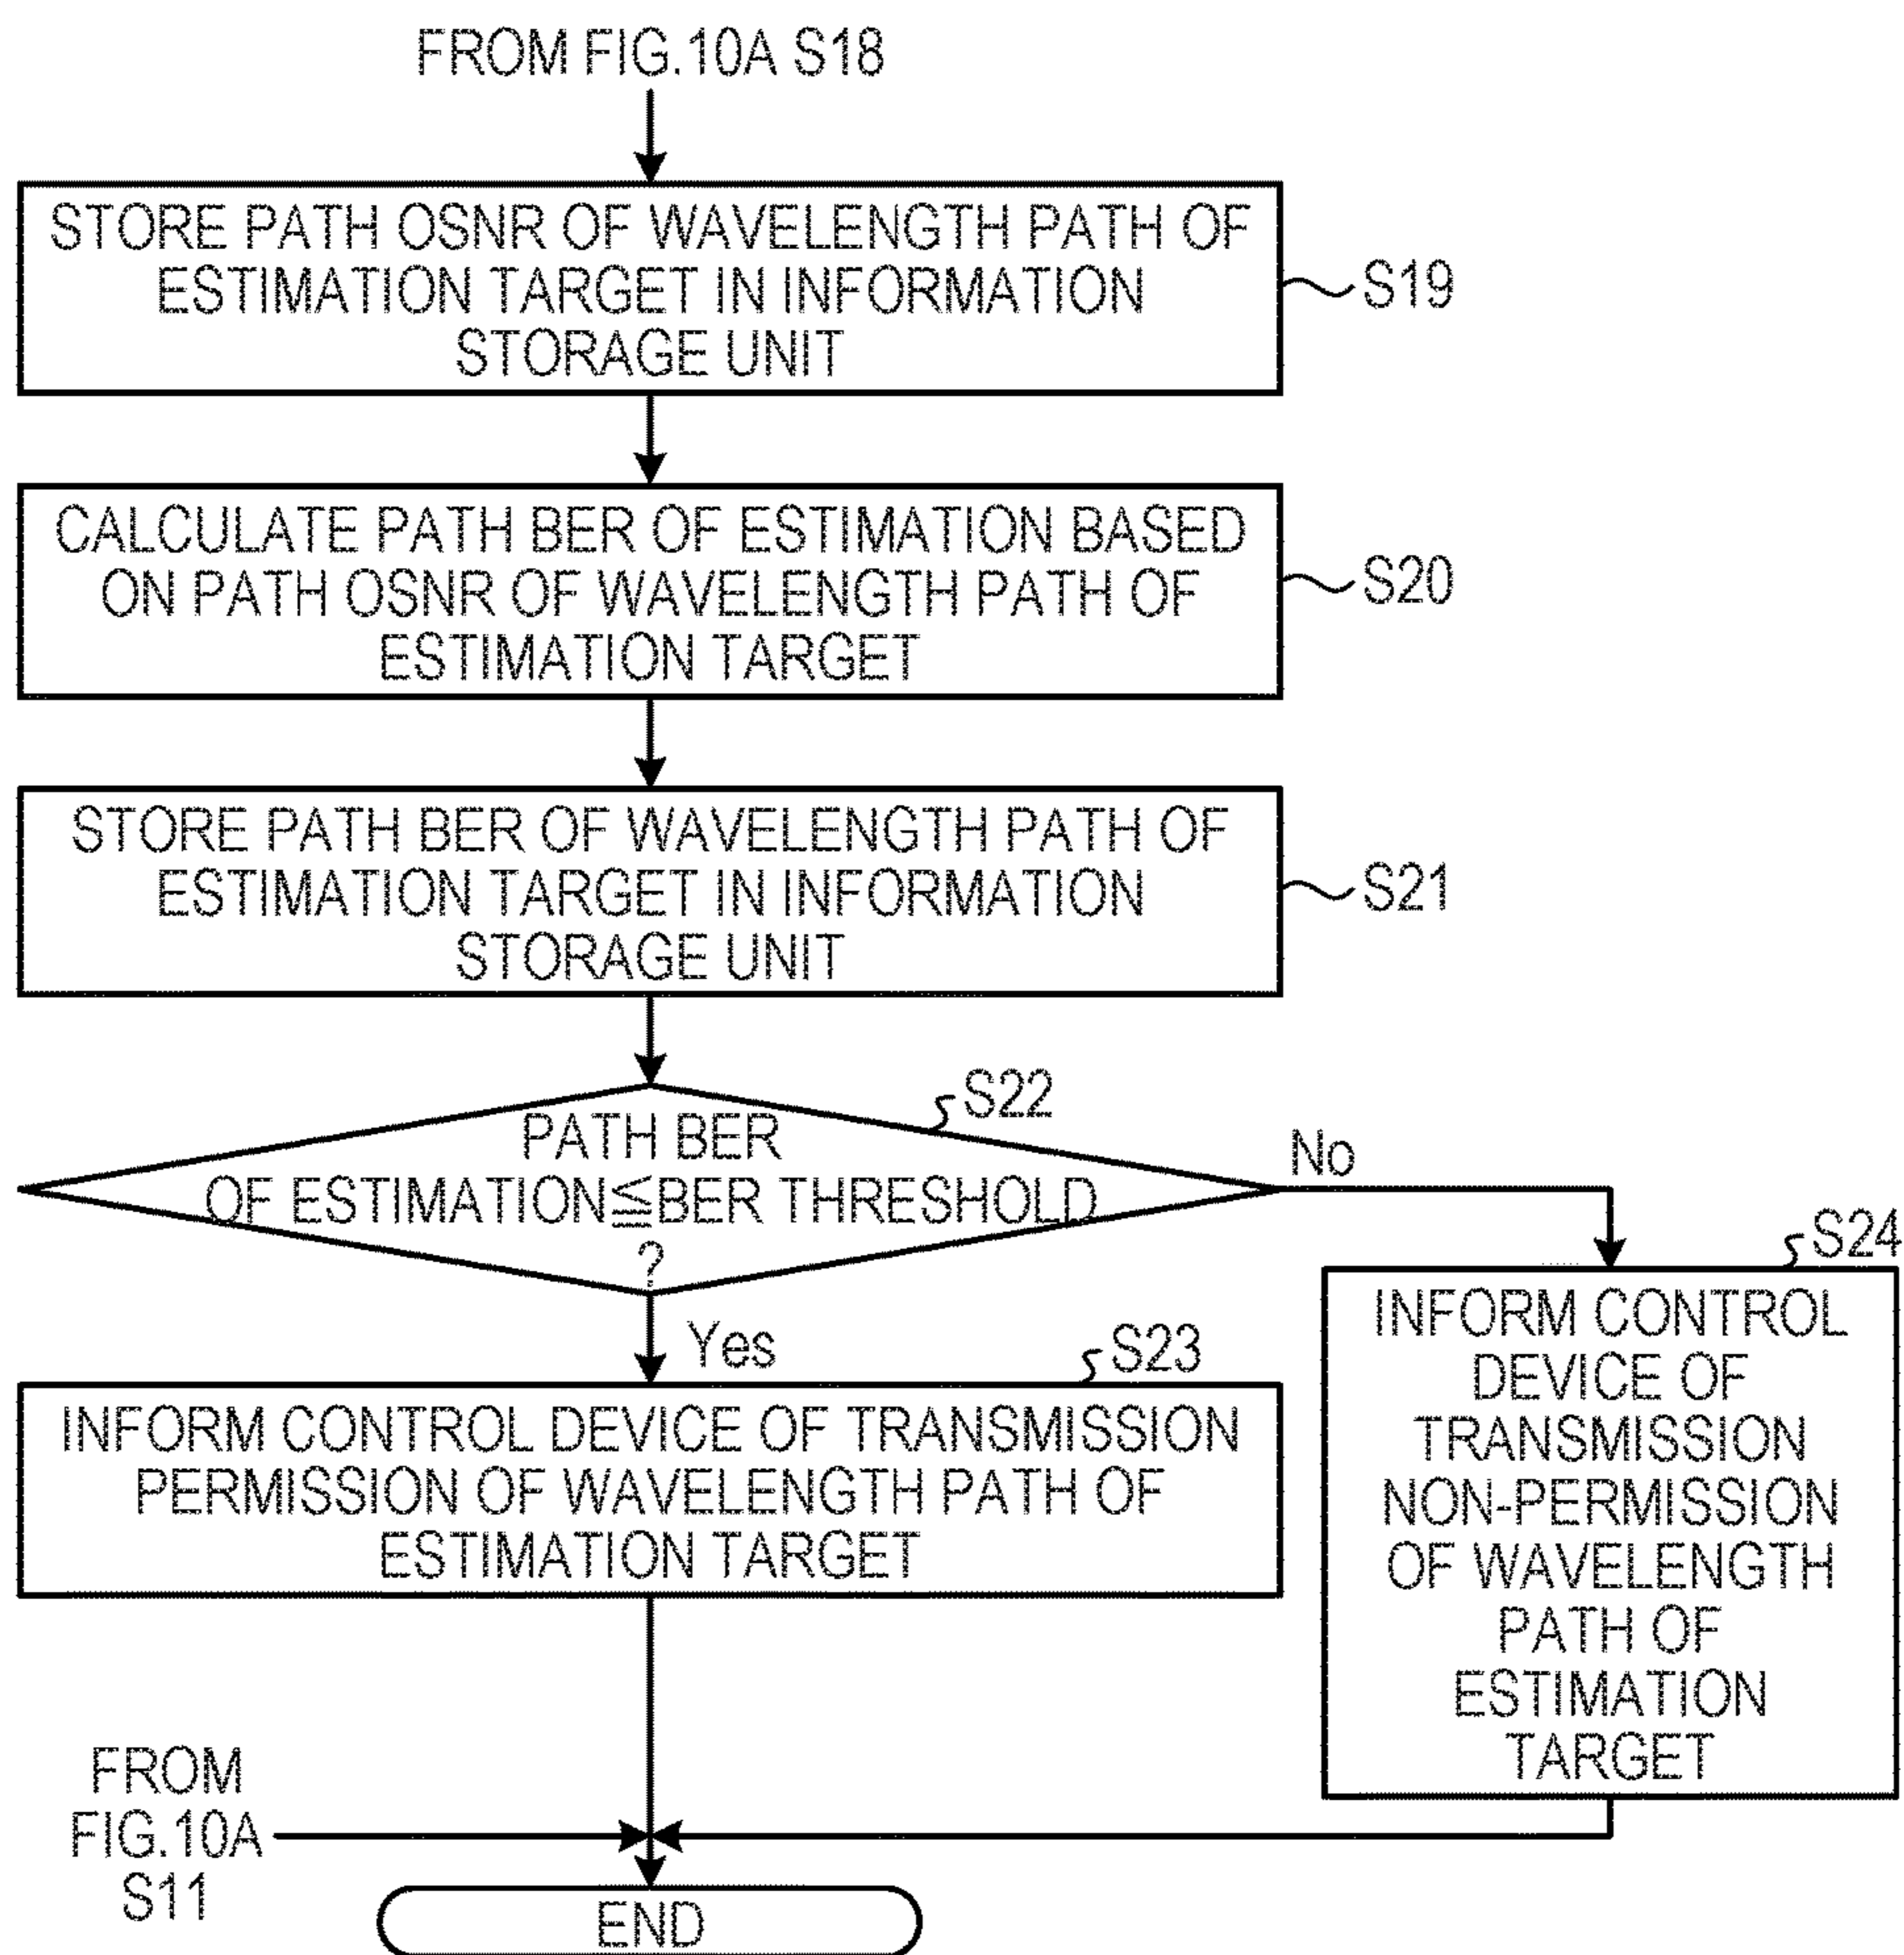 FROM FIG.10A S18
STORE PATH OSNR OF WAVELENGTH PATH OF
ESTIMATION TARGET IN INFORMATION
STORAGE UNIT
S19
CALCULATE PATH BER OF ESTIMATION BASED
ON PATH OSNR OF WAVELENGTH PATH OF
ESTIMATION TARGET
S20
STORE PATH BER OF WAVELENGTH PATH OF
ESTIMATION TARGET IN INFORMATION
STORAGE UNIT
S21
S22
PATH BER
OF ESTIMATION≦BER THRESHOLD
?
No
Yes
S23
INFORM CONTROL DEVICE OF TRANSMISSION
PERMISSION OF WAVELENGTH PATH OF
ESTIMATION TARGET
S24
INFORM CONTROL
DEVICE OF
TRANSMISSION
NON-PERMISSION
OF WAVELENGTH
PATH OF
ESTIMATION
TARGET
FROM
FIG.10A
S11
END